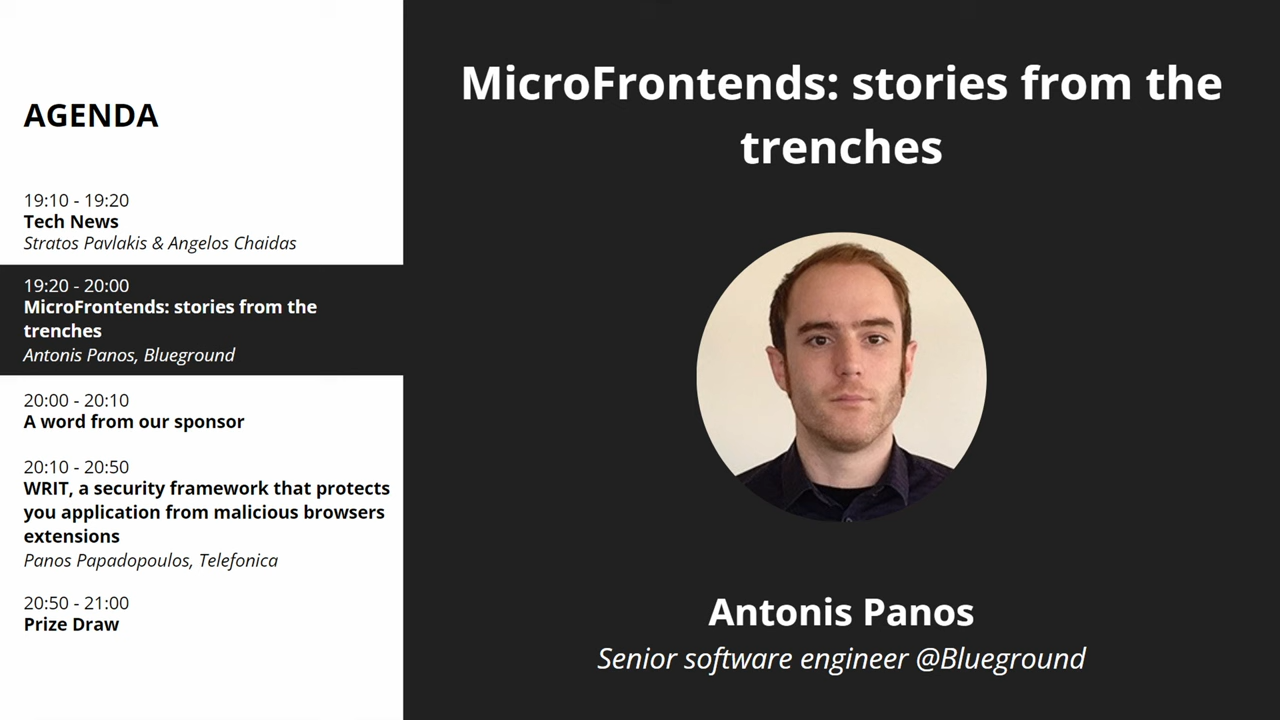 AGENDA
19:10 - 19:20
Tech News
Stratos Pavlakis & Angelos Chaidas
19:20 - 20:00
MicroFrontends: stories from the
trenches
Antonis Panos, Blueground
20:00 - 20:10
A word from our sponsor
20:10 - 20:50
WRIT, a security framework that protects
you application from malicious browsers
extensions
Panos Papadopoulos, Telefonica
20:50 - 21:00
Prize Draw
MicroFrontends: stories from the
trenches
Antonis Panos
Senior software engineer @Blueground